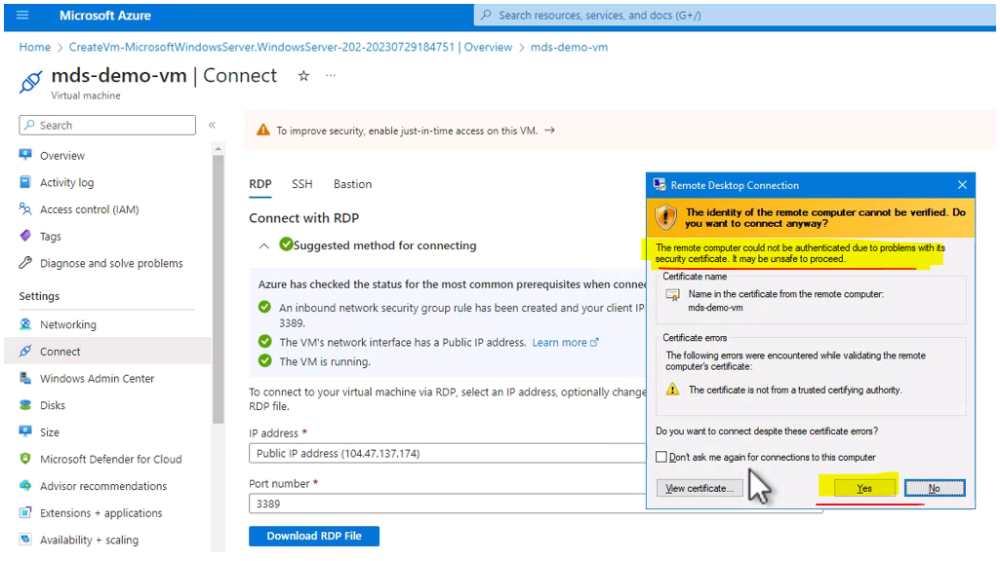 Microsoft Azure
Search resources, services, and docs (G+/)
Home > CreateVm-MicrosoftWindowsServer.WindowsServer-202-20230729184751 | Overview > mds-demo-vm
mds-demo-vm | Connect
Virtual machine
Search
Overview
Activity log
Access control (IAM)
Tags
Diagnose and solve problems
Settings
Networking
Connect
Windows Admin Center
Disks
Size
Microsoft Defender for Cloud
Advisor recommendations
Extensions + applications
Availability + scaling
To improve security, enable just-in-time access on this VM. →
RDP SSH Bastion
Connect with RDP
Suggested method for connecting
Azure has checked the status for the most common prerequisites when conne
An inbound network security group rule has been created and your client IP
3389.
The VM's network interface has a Public IP address. Learn more
The VM is running.
To connect to your virtual machine via RDP, select an IP address, optionally change
RDP file.
IP address *
Public IP address (104.47.137.174)
Port number *
3389
Download RDP File
Remote Desktop Connection
The identity of the remote computer cannot be verified. Do
you want to connect anyway?
The remote computer could not be authenticated due to problems with its
security certificate. It may be unsafe to proceed.
Certificate name
Name in the certificate from the remote computer:
mds-demo-vm
Certificate errors
The following errors were encountered while validating the remote
computer's certificate:
The certificate is not from a trusted certifying authority.
Do you want to connect despite these certificate errors?
Don't ask me again for connections to this computer
View certificate... Yes No